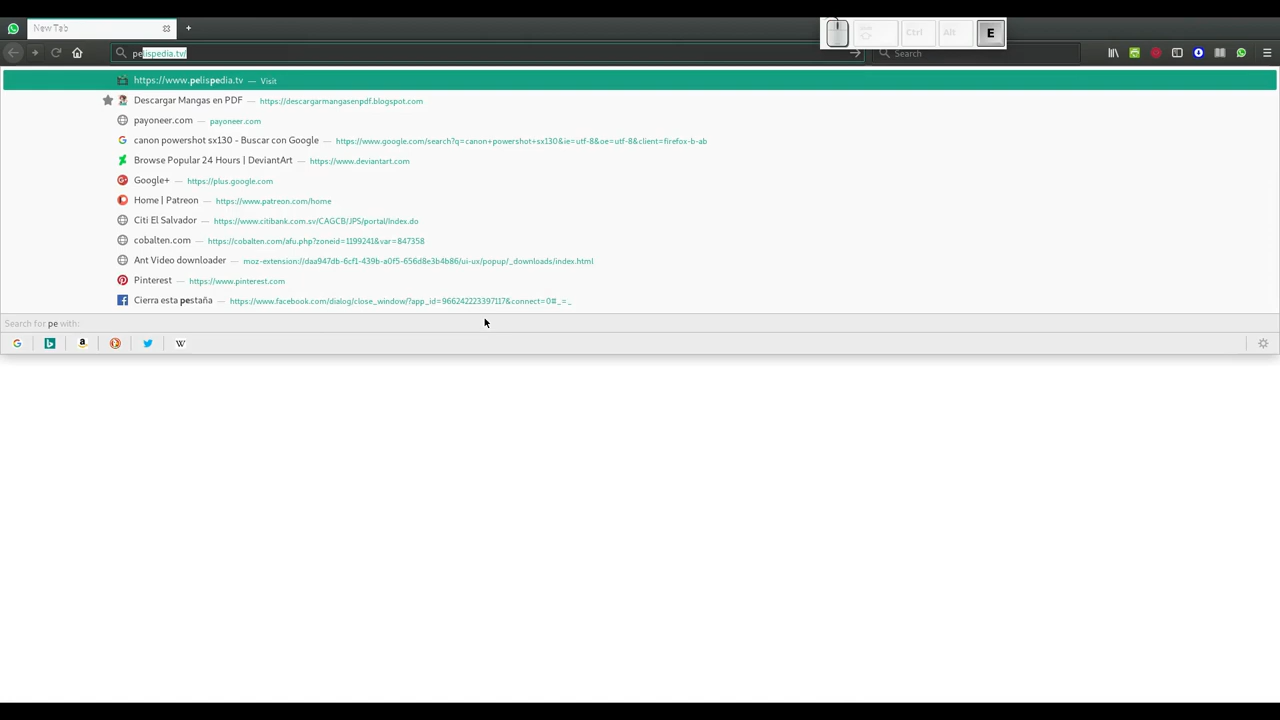 New Tab
Ctrl
Alt
E
pelispedia.tv/
Search
https://www.pelispedia.tv — Visit
Descargar Mangas en PDF — https://descargarmangasenpdf.blogspot.com
payoneer.com — payoneer.com
canon powershot sx130 - Buscar con Google — https://www.google.com/search?q=canon+powershot+sx130&ie=utf-8&oe=utf-8&client=firefox-b-ab
Browse Popular 24 Hours | DeviantArt — https://www.deviantart.com
Google+ — https://plus.google.com
Home | Patreon — https://www.patreon.com/home
Citi El Salvador — https://www.citibank.com.sv/CAGCB/JPS/portal/Index.do
cobalten.com — https://cobalten.com/afu.php?zoneid=1199241&var=847358
Ant Video downloader — moz-extension://daa947db-6cf1-439b-a0f5-656d8e3b4b86/ui-ux/popup/_downloads/index.html
Pinterest — https://www.pinterest.com
Cierra esta pestaña — https://www.facebook.com/dialog/close_window/?app_id=966242223397117&connect=0#_=_
Search for pe with: